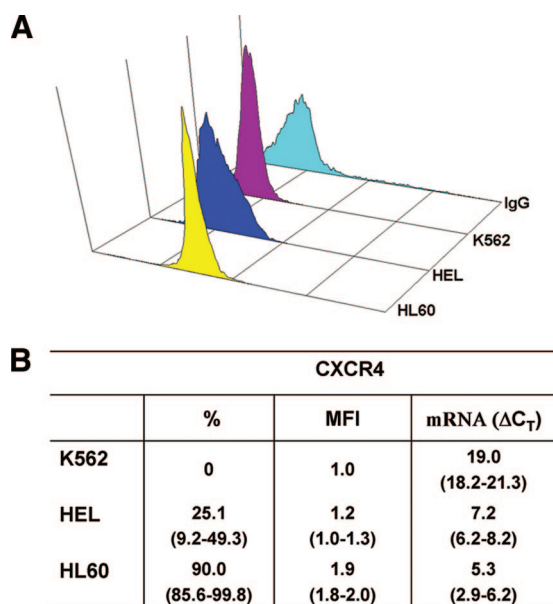 A
IgG
K562
HEL
HL60
B
CXCR4
% MFI mRNA (ΔCT)
K562 0 1.0 19.0
(18.2-21.3)
HEL 25.1 1.2 7.2
(9.2-49.3) (1.0-1.3) (6.2-8.2)
HL60 90.0 1.9 5.3
(85.6-99.8) (1.8-2.0) (2.9-6.2)